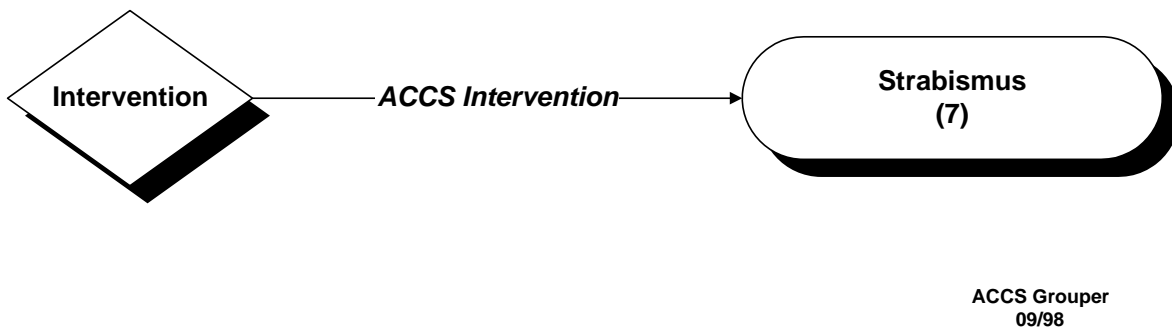 Intervention
ACCS Intervention
Strabismus
(7)
ACCS Grouper
09/98